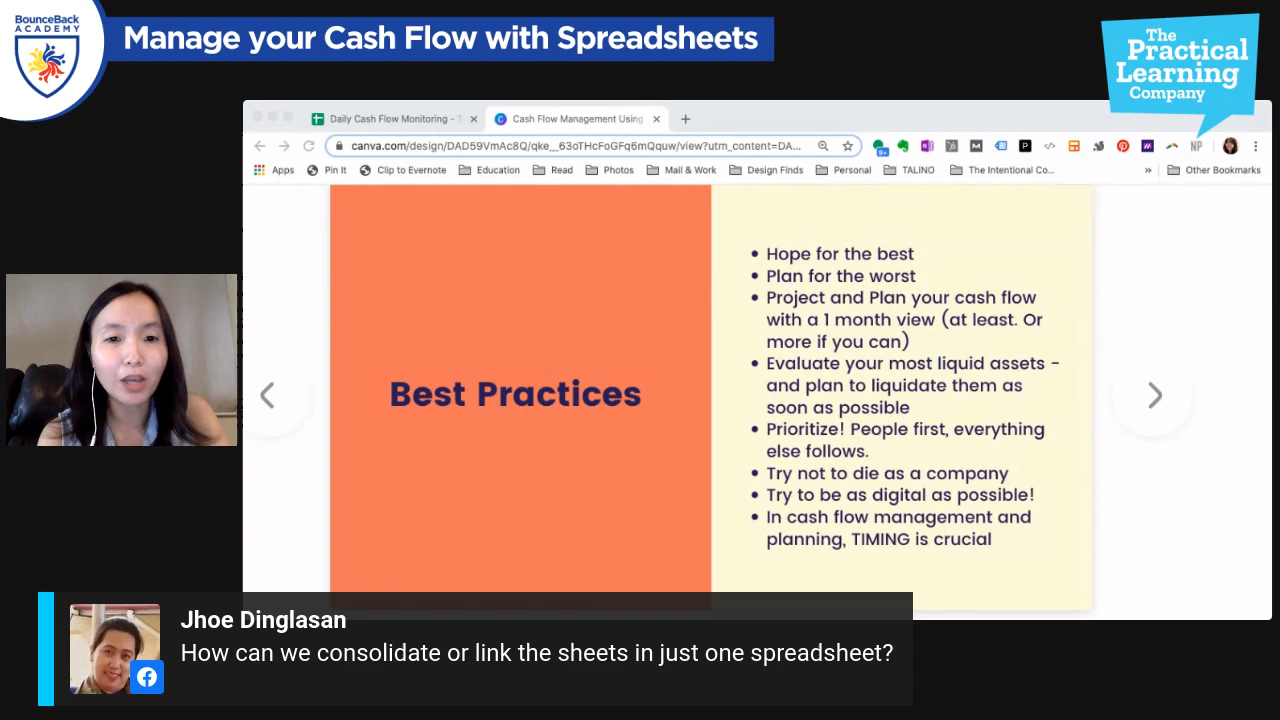 BounceBack
ACADEMY
Manage your Cash Flow with Spreadsheets
The
Practical
Learning
Company
Daily Cash Flow Monitoring - T
Cash Flow Management Using
canva.com/design/DAD59VmAc8Q/qke__63oTHcFoGFq6mQquw/view?utm_content=DA...
NP
Apps
Pin It
Clip to Evernote
Education
Read
Photos
Mail & Work
Design Finds
Personal
TALINO
The Intentional Co...
»
Other Bookmarks
Best Practices
• Hope for the best
• Plan for the worst
• Project and Plan your cash flow
with a 1 month view (at least. Or
more if you can)
• Evaluate your most liquid assets -
and plan to liquidate them as
soon as possible
• Prioritize! People first, everything
else follows.
• Try not to die as a company
• Try to be as digital as possible!
• In cash flow management and
planning, TIMING is crucial
Jhoe Dinglasan
How can we consolidate or link the sheets in just one spreadsheet?